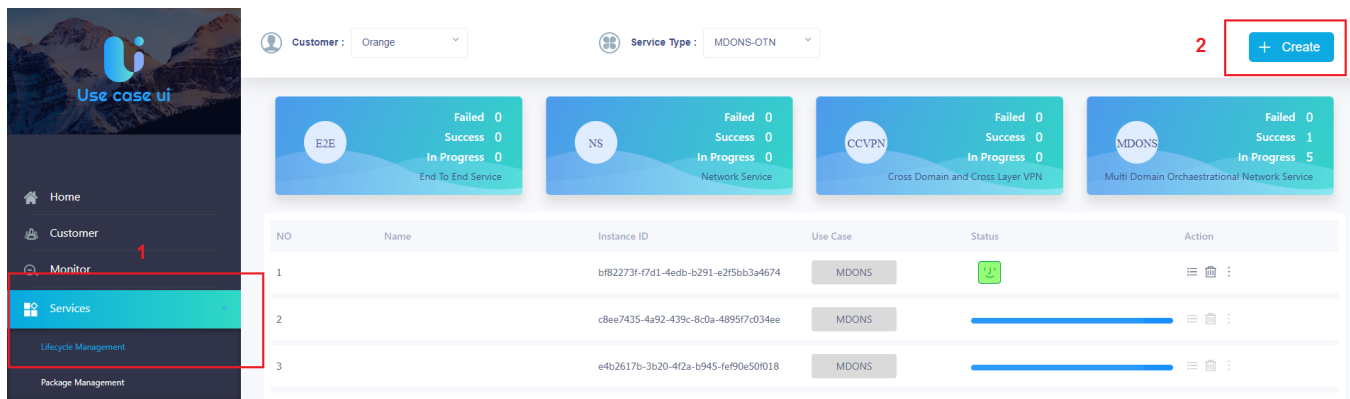 Use case ui
Home
Customer
1
Monitor
Services
Lifecycle Management
Package Management
Customer : Orange
Service Type : MDONS-OTN
2
+ Create
E2E
Failed 0
Success 0
In Progress 0
End To End Service
NS
Failed 0
Success 0
In Progress 0
Network Service
CCVPN
Failed 0
Success 0
In Progress 0
Cross Domain and Cross Layer VPN
MDONS
Failed 0
Success 1
In Progress 5
Multi Domain Orchaestrational Network Service
NO Name Instance ID Use Case Status Action
1 bf82273f-f7d1-4edb-b291-e2f5bb3a4674 MDONS
2 c8ee7435-4a92-439c-8c0a-4895f7c034ee MDONS
3 e4b2617b-3b20-4f2a-b945-fef90e50f018 MDONS